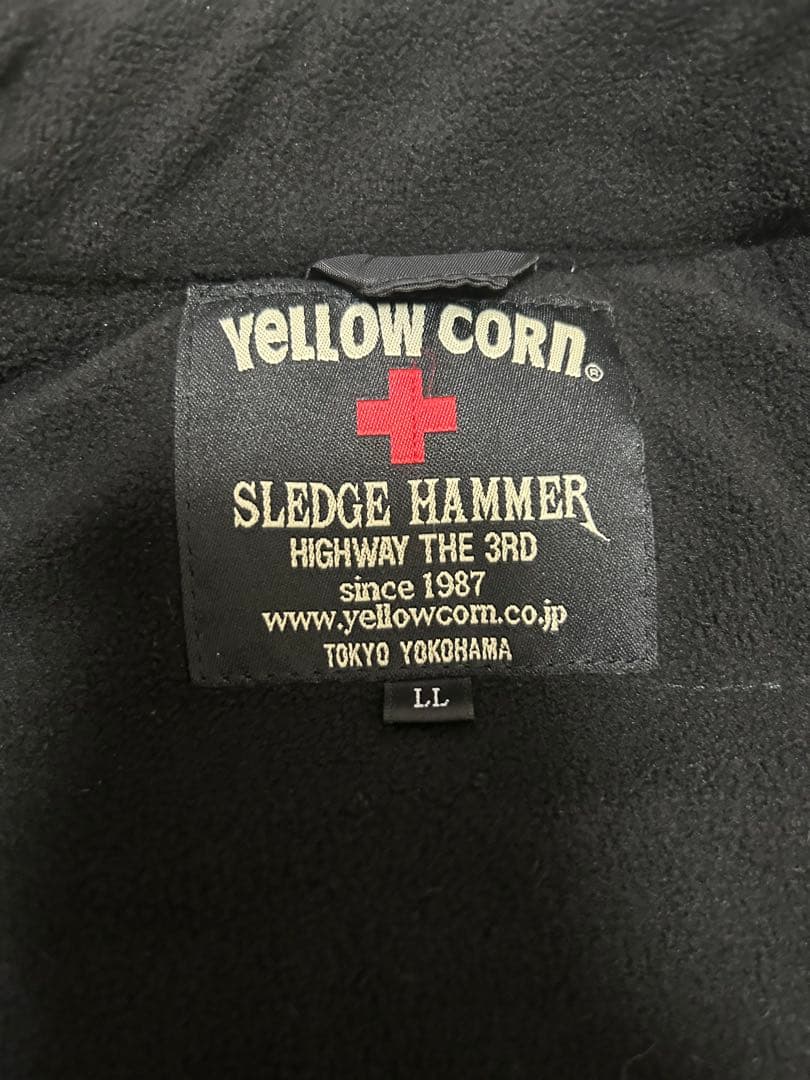 YeLLOW CORn®
SLEDGE HAMMER
HIGHWAY THE 3RD
since 1987
www.yellowcorn.co.jp
TOKYO YOKOHAMA
LL